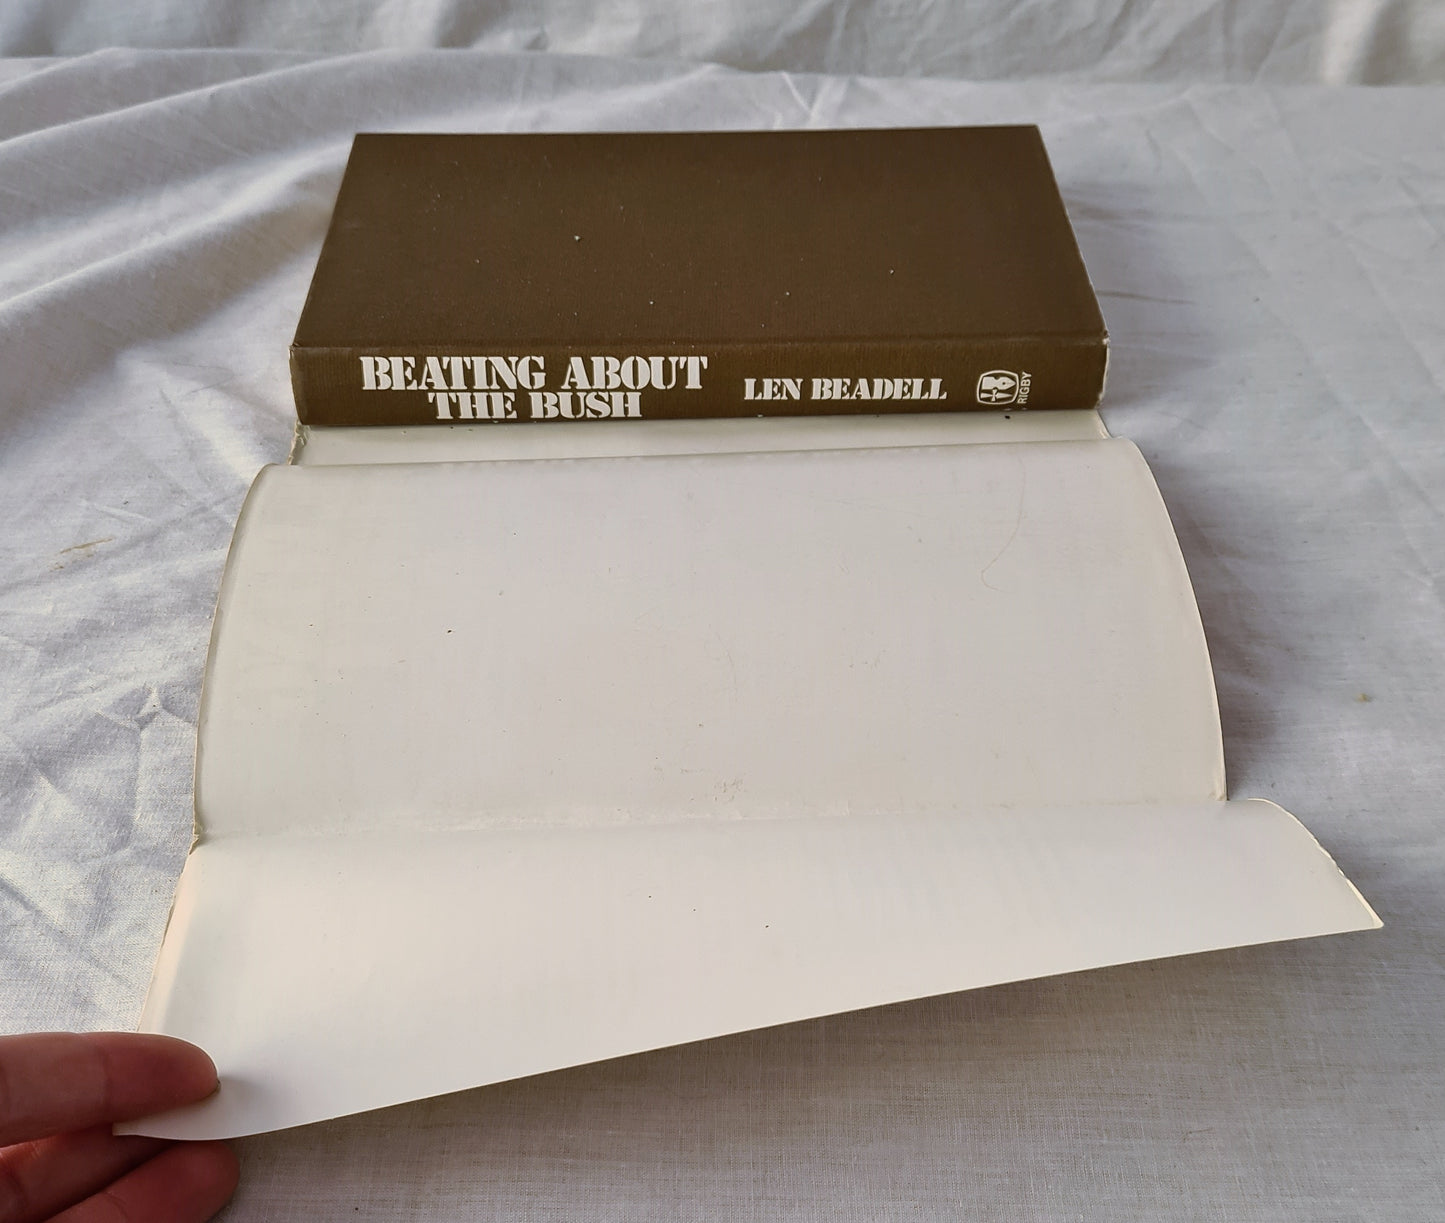 BEATING ABOUT
THE BUSH
LEN BEADELL
RIGBY